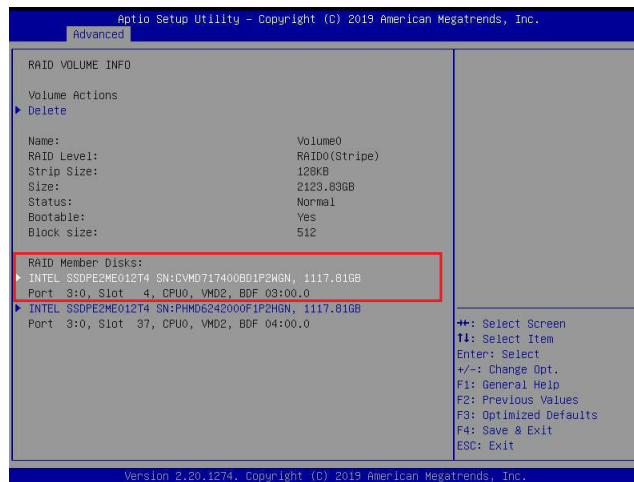 Aptio Setup Utility – Copyright (C) 2019 American Megatrends, Inc.
Advanced
RAID VOLUME INFO
Volume Actions
Delete
Name: Volume0
RAID Level: RAID0(Stripe)
Strip Size: 128KB
Size: 2123.83GB
Status: Normal
Bootable: Yes
Block size: 512
RAID Member Disks:
INTEL SSDPE2ME012T4 SN:CVMD717400BD1P2WGN, 1117.81GB
Port 3:0, Slot 4, CPU0, VMD2, BDF 03:00.0
INTEL SSDPE2ME012T4 SN:PHMD6242000F1P2HGN, 1117.81GB
Port 3:0, Slot 37, CPU0, VMD2, BDF 04:00.0
→←: Select Screen
↑↓: Select Item
Enter: Select
+/-: Change Opt.
F1: General Help
F2: Previous Values
F3: Optimized Defaults
F4: Save & Exit
ESC: Exit
Version 2.20.1274. Copyright (C) 2019 American Megatrends, Inc.